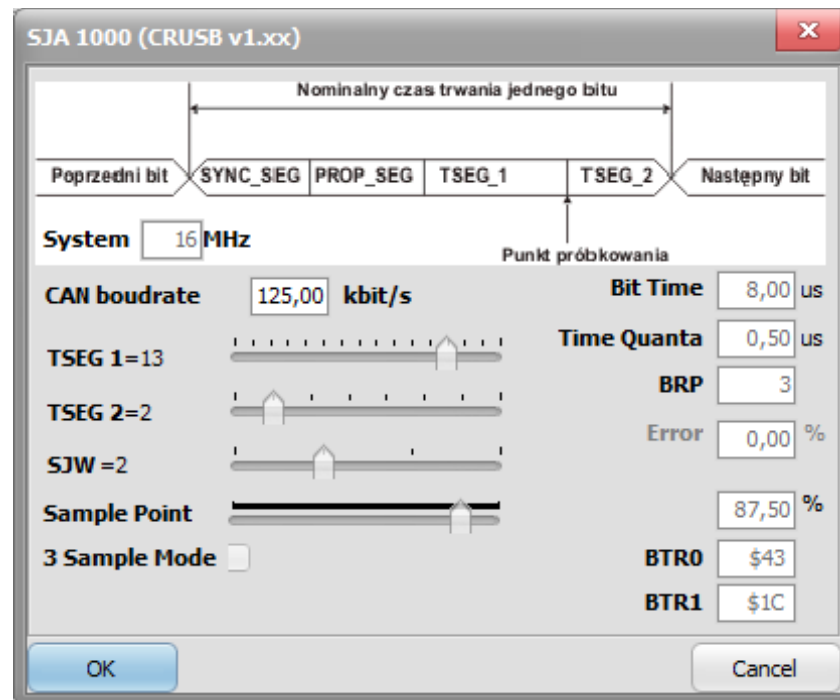 SJA 1000 (CRUSB v1.xx)
Nominalny czas trwania jednego bitu
Poprzedni bit SYNC_SEG PROP_SEG TSEG_1 TSEG_2 Następny bit
System 16 MHz
Punkt próbkowania
CAN boudrate 125,00 kbit/s
Bit Time 8,00 us
TSEG 1=13
Time Quanta 0,50 us
BRP 3
TSEG 2=2
Error 0,00 %
SJW =2
Sample Point 87,50 %
3 Sample Mode
BTR0 $43
BTR1 $1C
OK Cancel